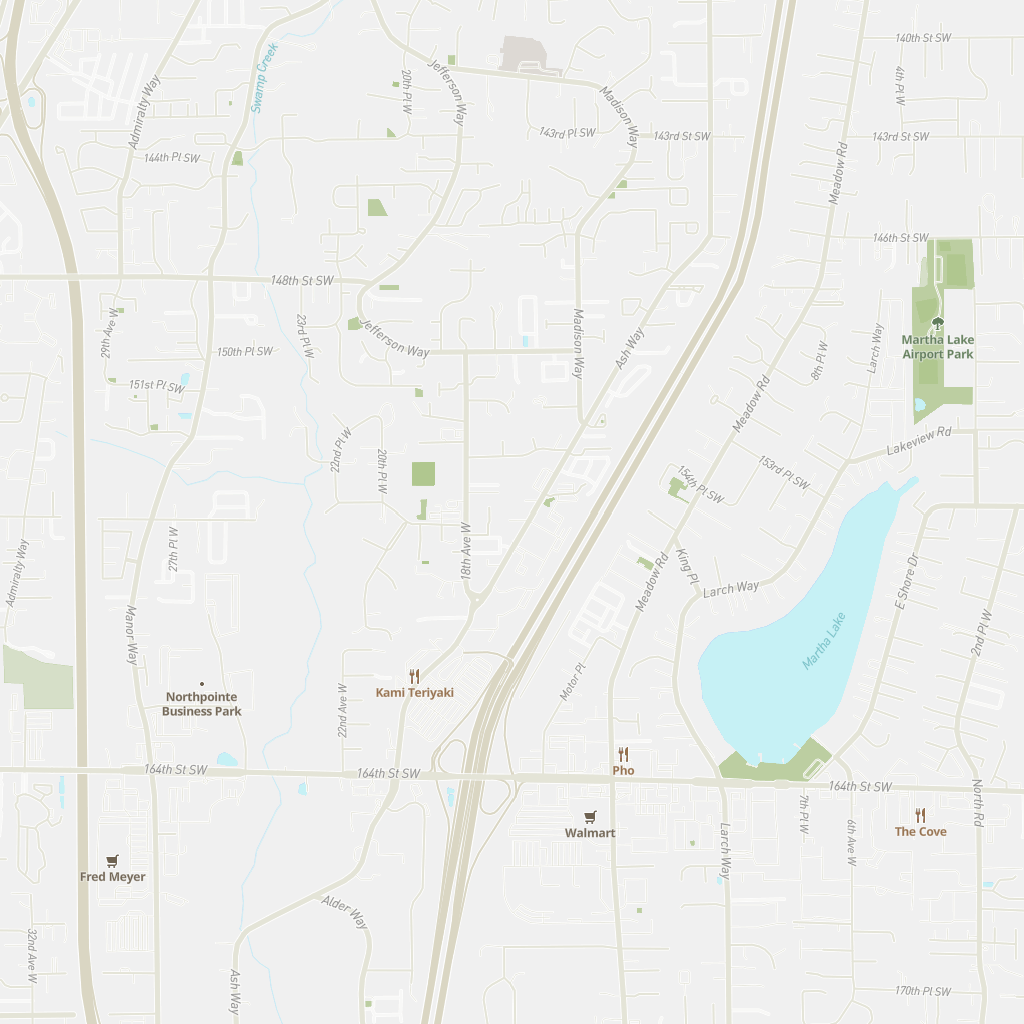 140th St SW
Swamp Creek
Jefferson Way
20th Pl W
4th Pl W
Admiralty Way
Madison Way
143rd Pl SW
143rd St SW
143rd St SW
144th Pl SW
Meadow Rd
146th St SW
148th St SW
Madison Way
Martha Lake
Airport Park
29th Ave W
23rd Pl W
Jefferson Way
Ash Way
Larch Way
150th Pl SW
8th Pl W
151st Pl SW
Meadow Rd
22nd Pl W
20th Pl W
Lakeview Rd
154th Pl SW
153rd Pl SW
27th Pl W
18th Ave W
Admiralty Way
King Pl
Meadow Rd
Larch Way
E Shore Dr
Manor Way
Martha Lake
2nd Pl W
Northpointe
Business Park
Kami Teriyaki
22nd Ave W
Motor Pl
164th St SW
164th St SW
Pho
164th St SW
7th Pl W
North Rd
Walmart
The Cove
6th Ave W
Larch Way
Fred Meyer
Alder Way
32nd Ave W
Ash Way
170th Pl SW